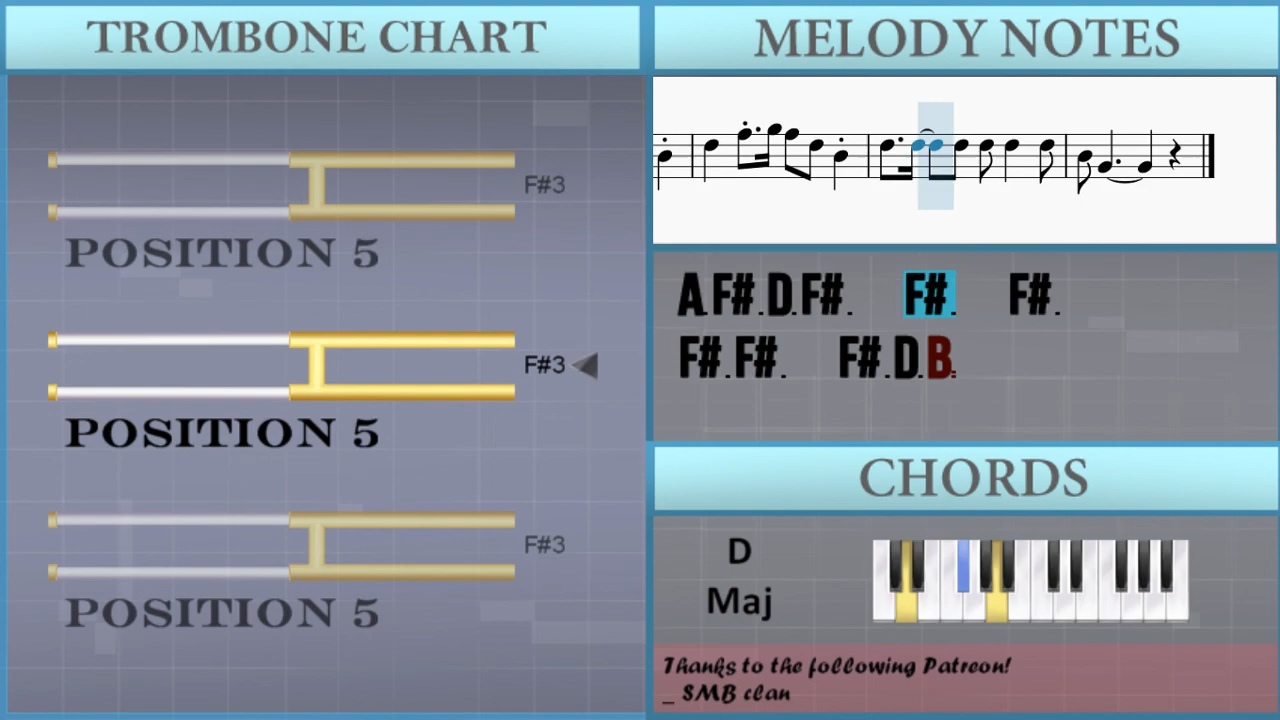 TROMBONE CHART
F#3
POSITION 5
F#3
POSITION 5
F#3
POSITION 5
MELODY NOTES
A.F#.D.F#. F#. F#.
F#.F#. F#.D.B.
CHORDS
D
Maj
Thanks to the following Patreon!
_ SMB clan